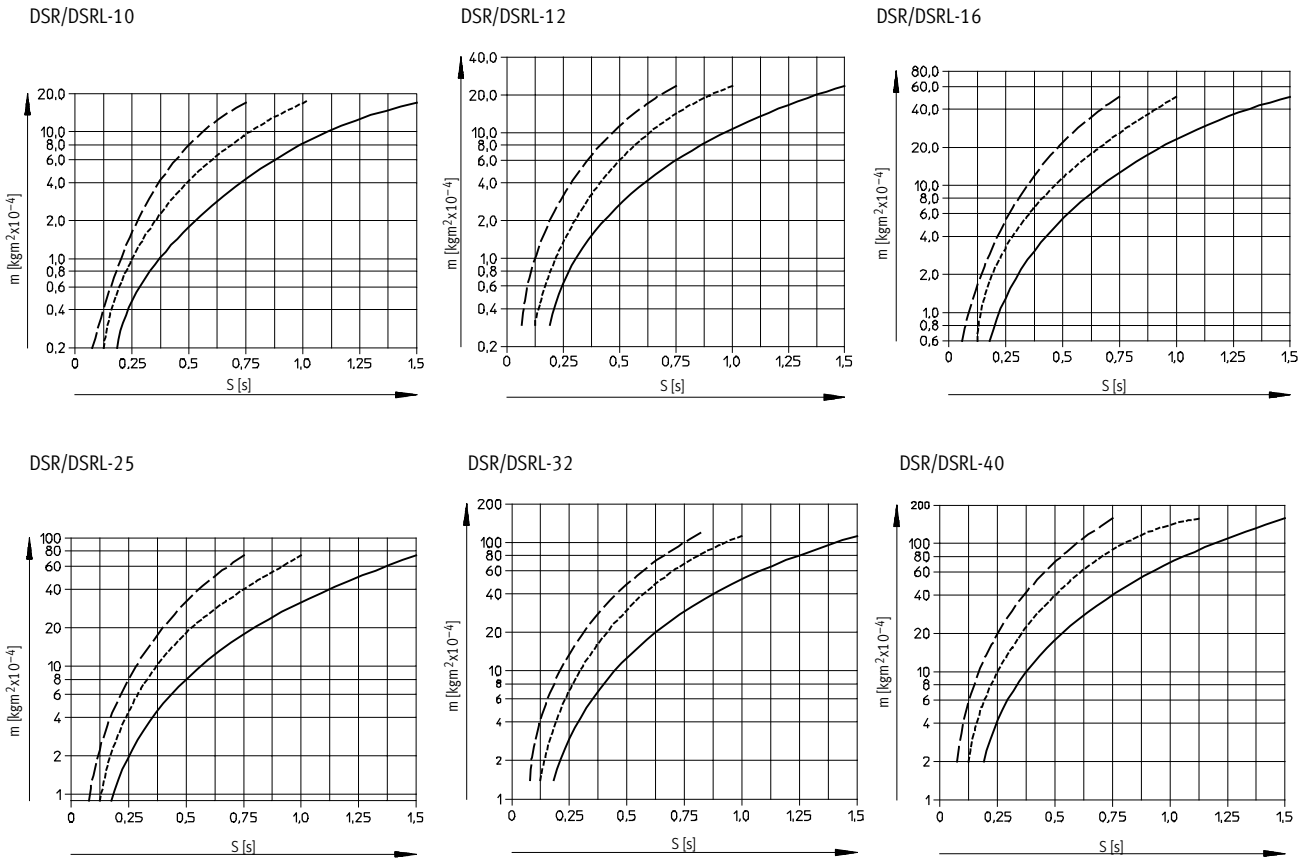 DSR/DSRL-10
m [kgm²x10⁻⁴]
20,0
10,0
8,0
6,0
4,0
2,0
1,0
0,8
0,6
0,4
0,2
0 0,25 0,5 0,75 1,0 1,25 1,5
S [s]
DSR/DSRL-12
m [kgm²x10⁻⁴]
40,0
20,0
10,0
8,0
6,0
4,0
2,0
1,0
0,8
0,6
0,4
0,2
0 0,25 0,5 0,75 1,0 1,25 1,5
S [s]
DSR/DSRL-16
m [kgm²x10⁻⁴]
80,0
60,0
40,0
20,0
10,0
8,0
6,0
4,0
2,0
1,0
0,8
0,6
0 0,25 0,5 0,75 1,0 1,25 1,5
S [s]
DSR/DSRL-25
m [kgm²x10⁻⁴]
100
80
60
40
20
10
8
6
4
2
1
0 0,25 0,5 0,75 1,0 1,25 1,5
S [s]
DSR/DSRL-32
m [kgm²x10⁻⁴]
200
100
80
60
40
20
10
8
6
4
2
1
0 0,25 0,5 0,75 1,0 1,25 1,5
S [s]
DSR/DSRL-40
m [kgm²x10⁻⁴]
200
100
80
60
40
20
10
8
6
4
2
1
0 0,25 0,5 0,75 1,0 1,25 1,5
S [s]